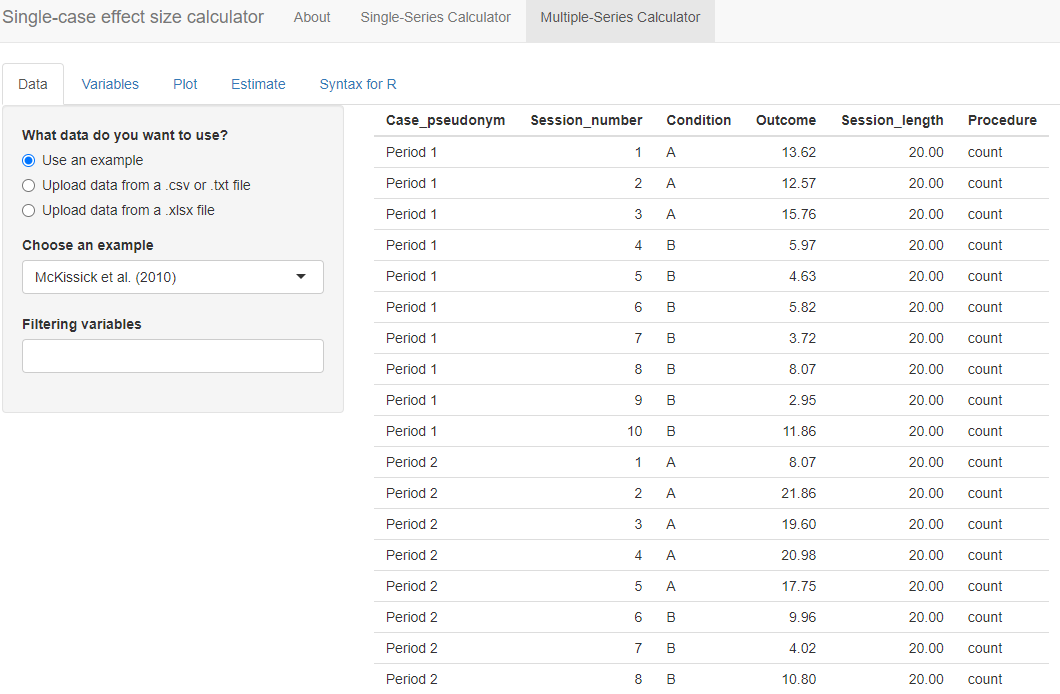 Single-case effect size calculator About Single-Series Calculator Multiple-Series Calculator
Data Variables Plot Estimate Syntax for R
What data do you want to use?
Use an example
Upload data from a .csv or .txt file
Upload data from a .xlsx file
Choose an example
McKissick et al. (2010)
Filtering variables
Case_pseudonym Session_number Condition Outcome Session_length Procedure
Period 1 1 A 13.62 20.00 count
Period 1 2 A 12.57 20.00 count
Period 1 3 A 15.76 20.00 count
Period 1 4 B 5.97 20.00 count
Period 1 5 B 4.63 20.00 count
Period 1 6 B 5.82 20.00 count
Period 1 7 B 3.72 20.00 count
Period 1 8 B 8.07 20.00 count
Period 1 9 B 2.95 20.00 count
Period 1 10 B 11.86 20.00 count
Period 2 1 A 8.07 20.00 count
Period 2 2 A 21.86 20.00 count
Period 2 3 A 19.60 20.00 count
Period 2 4 A 20.98 20.00 count
Period 2 5 A 17.75 20.00 count
Period 2 6 B 9.96 20.00 count
Period 2 7 B 4.02 20.00 count
Period 2 8 B 10.80 20.00 count